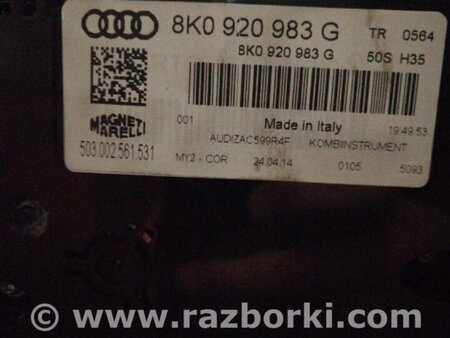 8K0 920 983 G TR 0564
8K0 920 983 G 50S H35
MAGNETI
MARELLI
503.002.561.531
001 Made in Italy 19:49:53
AUDIZAC599R4F KOMBIINSTRUMENT
MY2 - COR 24.04.14 0105 5093
© www.razborki.com